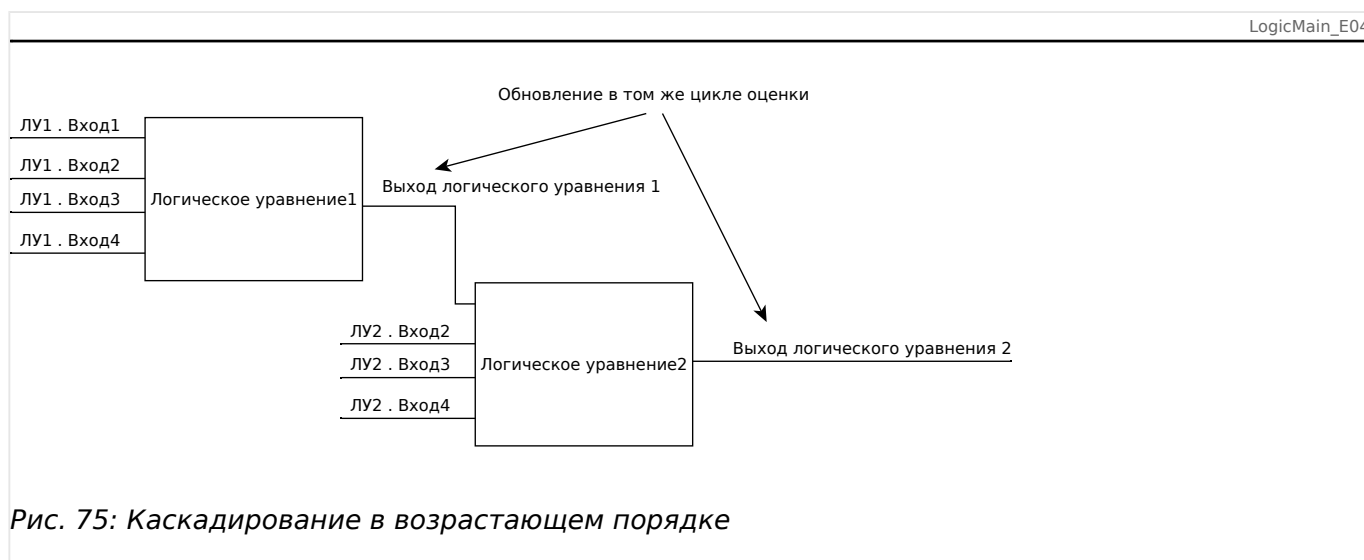 LogicMain_E04
Обновление в том же цикле оценки
ЛУ1 . Вход1
ЛУ1 . Вход2
ЛУ1 . Вход3
ЛУ1 . Вход4
Логическое уравнение1
Выход логического уравнения 1
ЛУ2 . Вход2
ЛУ2 . Вход3
ЛУ2 . Вход4
Логическое уравнение2
Выход логического уравнения 2
Рис. 75: Каскадирование в возрастающем порядке